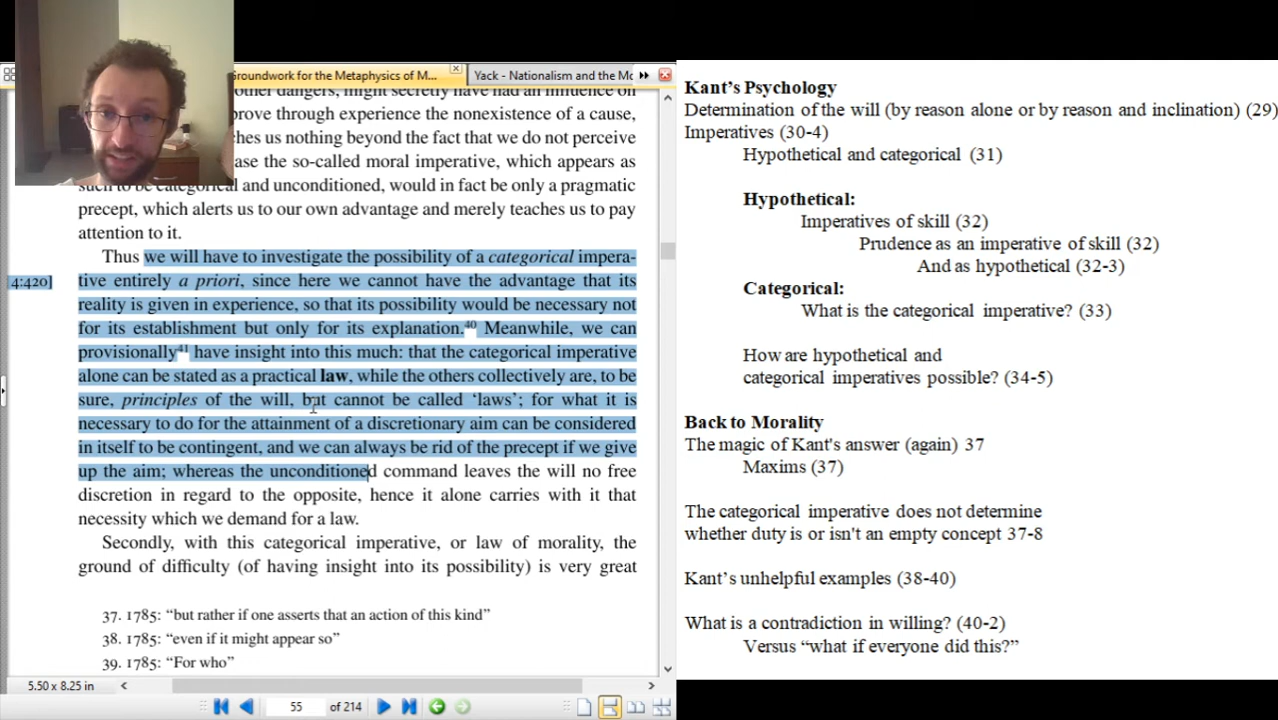 Groundwork for the Metaphysics of M...
Yack - Nationalism and the Mo
other dangers, might secretly have had an influence on
prove through experience the nonexistence of a cause,
ches us nothing beyond the fact that we do not perceive
ase the so-called moral imperative, which appears as
such to be categorical and unconditioned, would in fact be only a pragmatic
precept, which alerts us to our own advantage and merely teaches us to pay
attention to it.
Thus we will have to investigate the possibility of a categorical impera-
4:420]
tive entirely a priori, since here we cannot have the advantage that its
reality is given in experience, so that its possibility would be necessary not
for its establishment but only for its explanation.40 Meanwhile, we can
provisionally41 have insight into this much: that the categorical imperative
alone can be stated as a practical law, while the others collectively are, to be
sure, principles of the will, but cannot be called ‘laws’; for what it is
necessary to do for the attainment of a discretionary aim can be considered
in itself to be contingent, and we can always be rid of the precept if we give
up the aim; whereas the unconditioned command leaves the will no free
discretion in regard to the opposite, hence it alone carries with it that
necessity which we demand for a law.
Secondly, with this categorical imperative, or law of morality, the
ground of difficulty (of having insight into its possibility) is very great
37. 1785: “but rather if one asserts that an action of this kind”
38. 1785: “even if it might appear so”
39. 1785: “For who”
5.50 x 8.25 in
55
of 214
Kant’s Psychology
Determination of the will (by reason alone or by reason and inclination) (29)
Imperatives (30-4)
Hypothetical and categorical (31)
Hypothetical:
Imperatives of skill (32)
Prudence as an imperative of skill (32)
And as hypothetical (32-3)
Categorical:
What is the categorical imperative? (33)
How are hypothetical and
categorical imperatives possible? (34-5)
Back to Morality
The magic of Kant's answer (again) 37
Maxims (37)
The categorical imperative does not determine
whether duty is or isn't an empty concept 37-8
Kant’s unhelpful examples (38-40)
What is a contradiction in willing? (40-2)
Versus “what if everyone did this?”